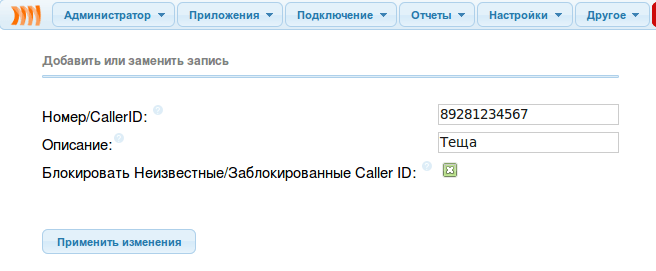 Администратор Приложения Подключение Отчеты Настройки Другое
Добавить или заменить запись
Номер/CallerID: ? 89281234567
Описание: ? Теща
Блокировать Неизвестные/Заблокированные Caller ID: ?
Применить изменения